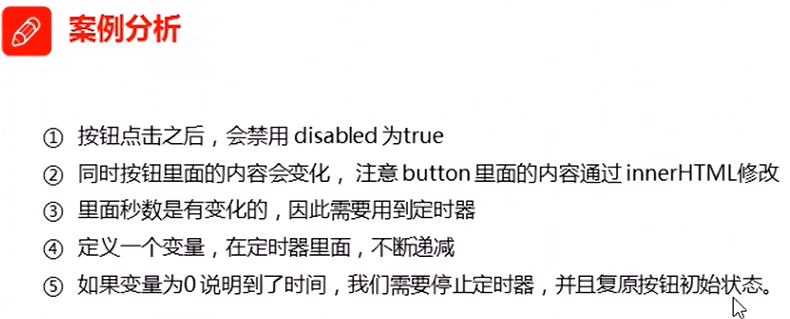 案例分析
① 按钮点击之后，会禁用 disabled 为true
② 同时按钮里面的内容会变化， 注意 button 里面的内容通过 innerHTML修改
③ 里面秒数是有变化的，因此需要用到定时器
④ 定义一个变量，在定时器里面，不断递减
⑤ 如果变量为0 说明到了时间，我们需要停止定时器，并且复原按钮初始状态。